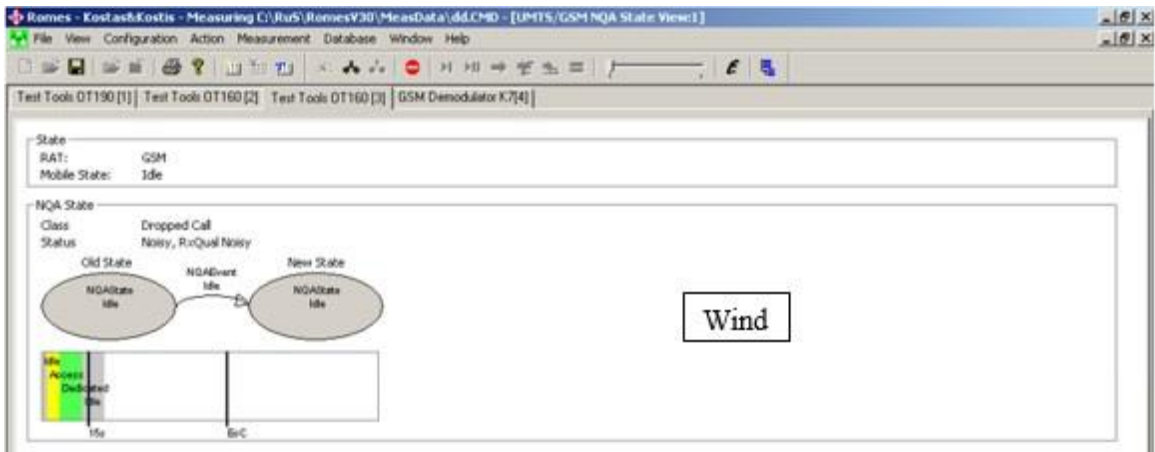 Romes - Kostas&Kostis - Measuring C:\RuS\RomesV30\MeasData\dd.CMD - [UMTS/GSM NQA State View:1]
File View Configuration Action Measurement Database Window Help
Test Tools OT190 [1] Test Tools OT160 [2] Test Tools OT160 [3] GSM Demodulator K7[4]
State
RAT: GSM
Mobile State: Idle
NQA State
Class Dropped Call
Status Noisy, RxQual Noisy
Old State New State
NQAEvent
Idle
NQAState NQAState
Idle Idle
Wind
Idle
Access
Dedicated
Idle
15s EoC